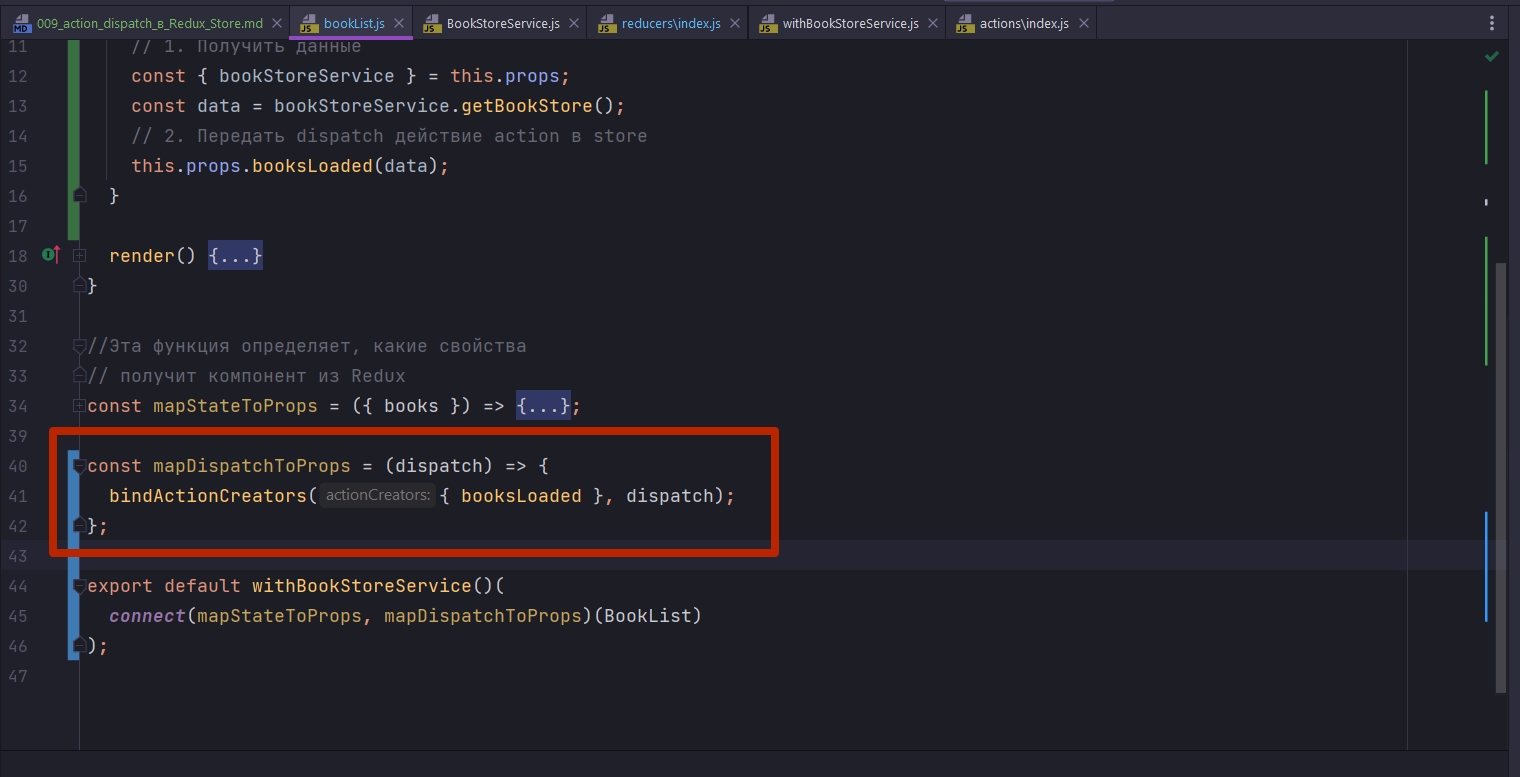 009_action_dispatch_в_Redux_Store.md bookList.js BookStoreService.js reducers\index.js withBookStoreService.js actions\index.js
11 // 1. Получить данные
12 const { bookStoreService } = this.props;
13 const data = bookStoreService.getBookStore();
14 // 2. Передать dispatch действие action в store
15 this.props.booksLoaded(data);
16 }
17
18 render() {...}
30 }
31
32 //Эта функция определяет, какие свойства
33 // получит компонент из Redux
34 const mapStateToProps = ({ books }) => {...};
39
40 const mapDispatchToProps = (dispatch) => {
41 bindActionCreators( actionCreators: { booksLoaded }, dispatch);
42 };
43
44 export default withBookStoreService()(
45 connect(mapStateToProps, mapDispatchToProps)(BookList)
46 );
47